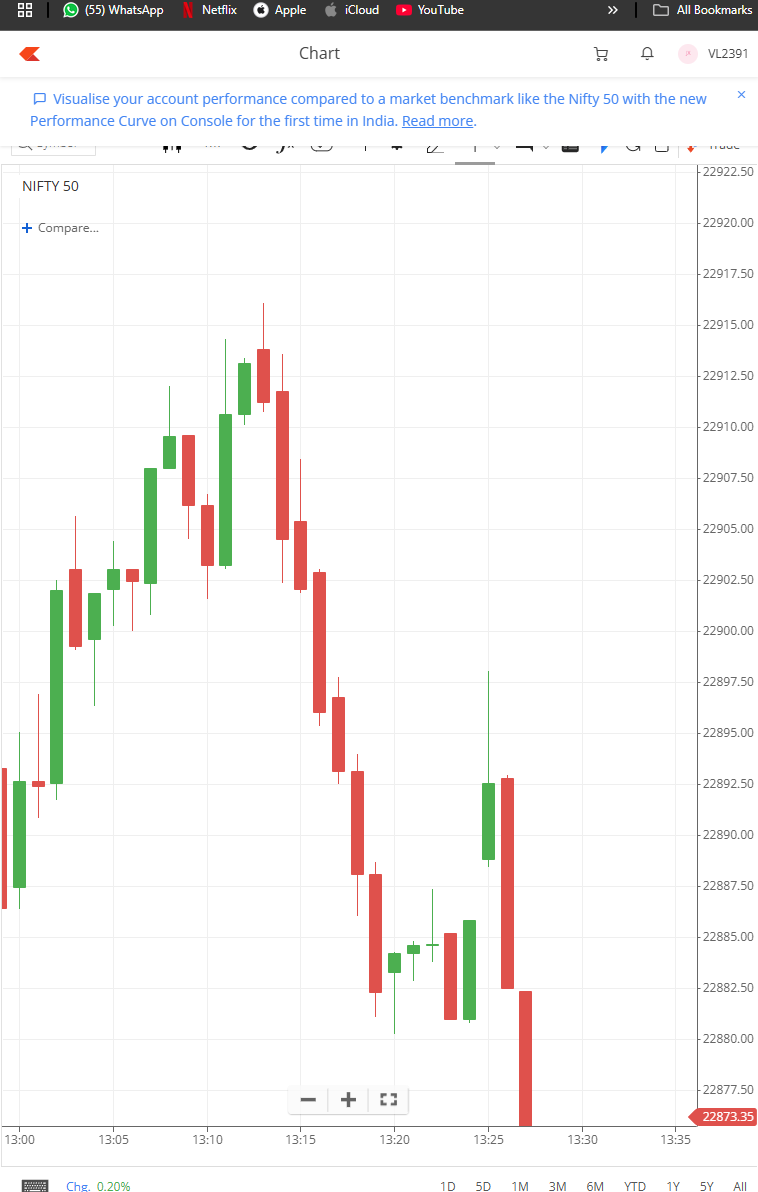 (55) WhatsApp Netflix Apple iCloud YouTube » All Bookmarks
Chart VL2391
Visualise your account performance compared to a market benchmark like the Nifty 50 with the new
Performance Curve on Console for the first time in India. Read more.
NIFTY 50
+ Compare...
22922.50
22920.00
22917.50
22915.00
22912.50
22910.00
22907.50
22905.00
22902.50
22900.00
22897.50
22895.00
22892.50
22890.00
22887.50
22885.00
22882.50
22880.00
22877.50
22873.35
13:00 13:05 13:10 13:15 13:20 13:25 13:30 13:35
Chg. 0.20% 1D 5D 1M 3M 6M YTD 1Y 5Y All